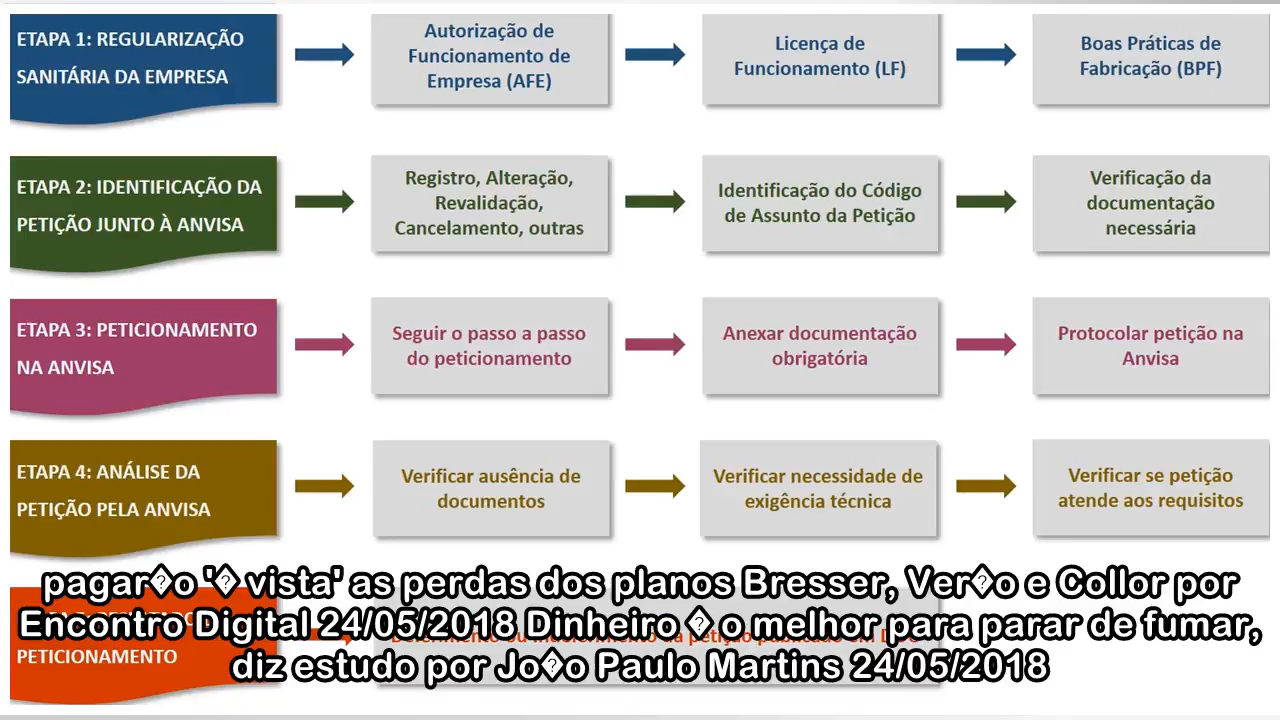 ETAPA 1: REGULARIZAÇÃO
SANITÁRIA DA EMPRESA
Autorização de
Funcionamento de
Empresa (AFE)
Licença de
Funcionamento (LF)
Boas Práticas de
Fabricação (BPF)
ETAPA 2: IDENTIFICAÇÃO DA
PETIÇÃO JUNTO À ANVISA
Registro, Alteração,
Revalidação,
Cancelamento, outras
Identificação do Código
de Assunto da Petição
Verificação da
documentação
necessária
ETAPA 3: PETICIONAMENTO
NA ANVISA
Seguir o passo a passo
do peticionamento
Anexar documentação
obrigatória
Protocolar petição na
Anvisa
ETAPA 4: ANÁLISE DA
PETIÇÃO PELA ANVISA
Verificar ausência de
documentos
Verificar necessidade de
exigência técnica
Verificar se petição
atende aos requisitos
PETICIONAMENTO
pagar�o '� vista' as perdas dos planos Bresser, Ver�o e Collor por
Encontro Digital 24/05/2018 Dinheiro � o melhor para parar de fumar,
diz estudo por Jo�o Paulo Martins 24/05/2018